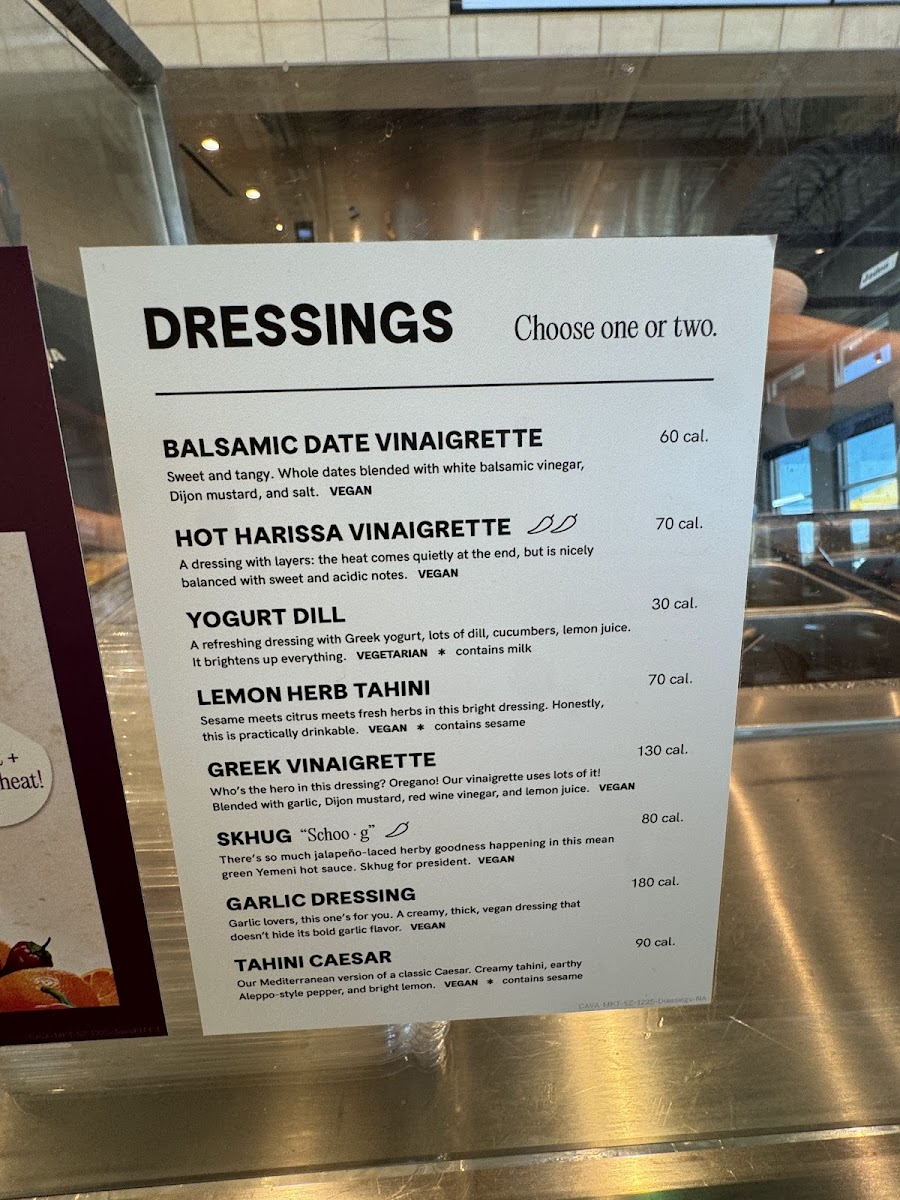 DRESSINGS Choose one or two.
BALSAMIC DATE VINAIGRETTE 60 cal.
Sweet and tangy. Whole dates blended with white balsamic vinegar,
Dijon mustard, and salt. VEGAN
HOT HARISSA VINAIGRETTE 70 cal.
A dressing with layers: the heat comes quietly at the end, but is nicely
balanced with sweet and acidic notes. VEGAN
YOGURT DILL 30 cal.
A refreshing dressing with Greek yogurt, lots of dill, cucumbers, lemon juice.
It brightens up everything. VEGETARIAN * contains milk
LEMON HERB TAHINI 70 cal.
Sesame meets citrus meets fresh herbs in this bright dressing. Honestly,
this is practically drinkable. VEGAN * contains sesame
GREEK VINAIGRETTE 130 cal.
Who's the hero in this dressing? Oregano! Our vinaigrette uses lots of it!
Blended with garlic, Dijon mustard, red wine vinegar, and lemon juice. VEGAN
SKHUG "Schoo·g" 80 cal.
There's so much jalapeño-laced herby goodness happening in this mean
green Yemeni hot sauce. Skhug for president. VEGAN
GARLIC DRESSING 180 cal.
Garlic lovers, this one's for you. A creamy, thick, vegan dressing that
doesn't hide its bold garlic flavor. VEGAN
TAHINI CAESAR 90 cal.
Our Mediterranean version of a classic Caesar. Creamy tahini, earthy
Aleppo-style pepper, and bright lemon. VEGAN * contains sesame
CAVA-MKT-SZ-1225-Dressings-NA
+
heat!